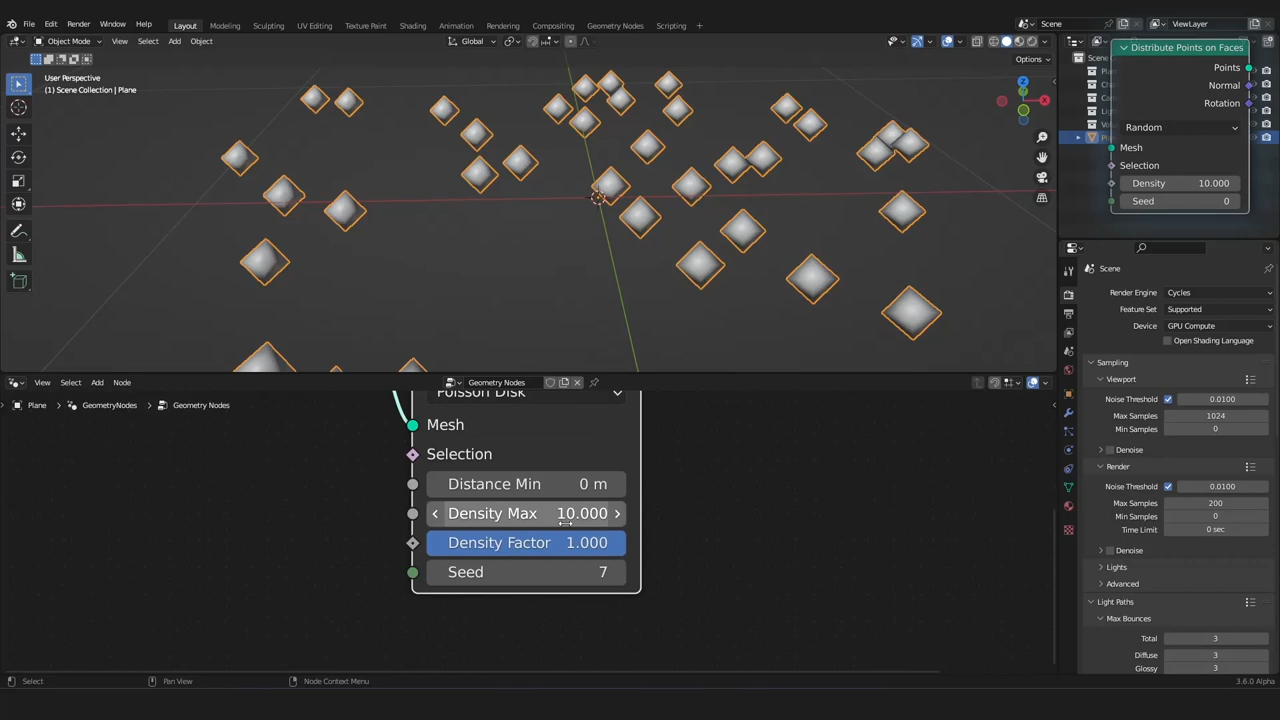 File Edit Render Window Help Layout Modeling Sculpting UV Editing Texture Paint Shading Animation Rendering Compositing Geometry Nodes Scripting + Scene ViewLayer
Object Mode View Select Add Object Global
Options
User Perspective
(1) Scene Collection | Plane
Z
X
Scene
Distribute Points on Faces
Points
Normal
Rotation
Random
Mesh
Selection
Density 10.000
Seed 0
View Select Add Node Geometry Nodes
Plane GeometryNodes Geometry Nodes
Poisson Disk
Mesh
Selection
Distance Min 0 m
Density Max 10.000
Density Factor 1.000
Seed 7
Scene
Render Engine Cycles
Feature Set Supported
Device GPU Compute
Open Shading Language
Sampling
Viewport
Noise Threshold 0.0100
Max Samples 1024
Min Samples 0
Denoise
Render
Noise Threshold 0.0100
Max Samples 200
Min Samples 0
Time Limit 0 sec
Denoise
Lights
Advanced
Light Paths
Max Bounces
Total 3
Diffuse 3
Glossy 3
Select Pan View Node Context Menu 3.6.0 Alpha